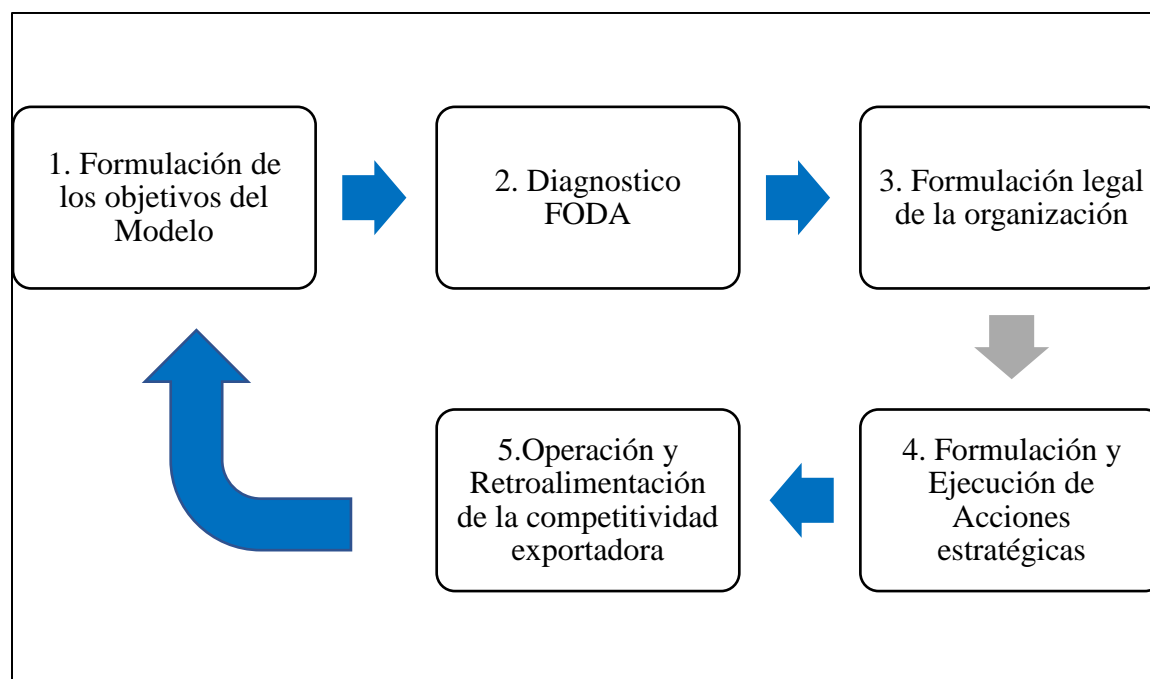 1. Formulación de
los objetivos del
Modelo
2. Diagnostico
FODA
3. Formulación legal
de la organización
4. Formulación y
Ejecución de
Acciones
estratégicas
5.Operación y
Retroalimentación
de la competitividad
exportadora